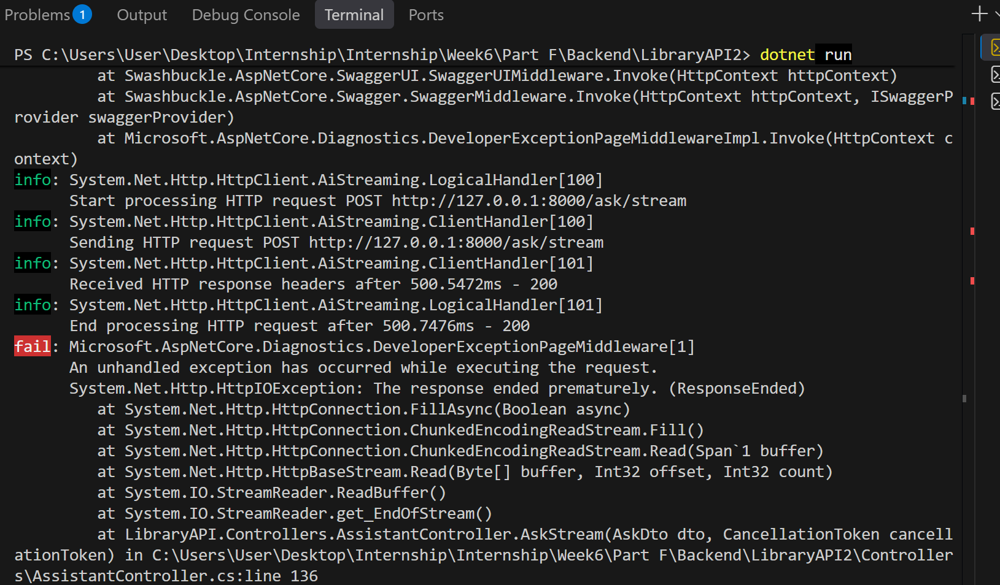 Problems 1 Output Debug Console Terminal Ports
PS C:\Users\User\Desktop\Internship\Internship\Week6\Part F\Backend\LibraryAPI2> dotnet run
at Swashbuckle.AspNetCore.SwaggerUI.SwaggerUIMiddleware.Invoke(HttpContext httpContext)
at Swashbuckle.AspNetCore.Swagger.SwaggerMiddleware.Invoke(HttpContext httpContext, ISwaggerP
rovider swaggerProvider)
at Microsoft.AspNetCore.Diagnostics.DeveloperExceptionPageMiddlewareImpl.Invoke(HttpContext c
ontext)
info: System.Net.Http.HttpClient.AiStreaming.LogicalHandler[100]
Start processing HTTP request POST http://127.0.0.1:8000/ask/stream
info: System.Net.Http.HttpClient.AiStreaming.ClientHandler[100]
Sending HTTP request POST http://127.0.0.1:8000/ask/stream
info: System.Net.Http.HttpClient.AiStreaming.ClientHandler[101]
Received HTTP response headers after 500.5472ms - 200
info: System.Net.Http.HttpClient.AiStreaming.LogicalHandler[101]
End processing HTTP request after 500.7476ms - 200
fail: Microsoft.AspNetCore.Diagnostics.DeveloperExceptionPageMiddleware[1]
An unhandled exception has occurred while executing the request.
System.Net.Http.HttpIOException: The response ended prematurely. (ResponseEnded)
at System.Net.Http.HttpConnection.FillAsync(Boolean async)
at System.Net.Http.HttpConnection.ChunkedEncodingReadStream.Fill()
at System.Net.Http.HttpConnection.ChunkedEncodingReadStream.Read(Span`1 buffer)
at System.Net.Http.HttpBaseStream.Read(Byte[] buffer, Int32 offset, Int32 count)
at System.IO.StreamReader.ReadBuffer()
at System.IO.StreamReader.get_EndOfStream()
at LibraryAPI.Controllers.AssistantController.AskStream(AskDto dto, CancellationToken cancell
ationToken) in C:\Users\User\Desktop\Internship\Internship\Week6\Part F\Backend\LibraryAPI2\Controller
s\AssistantController.cs:line 136